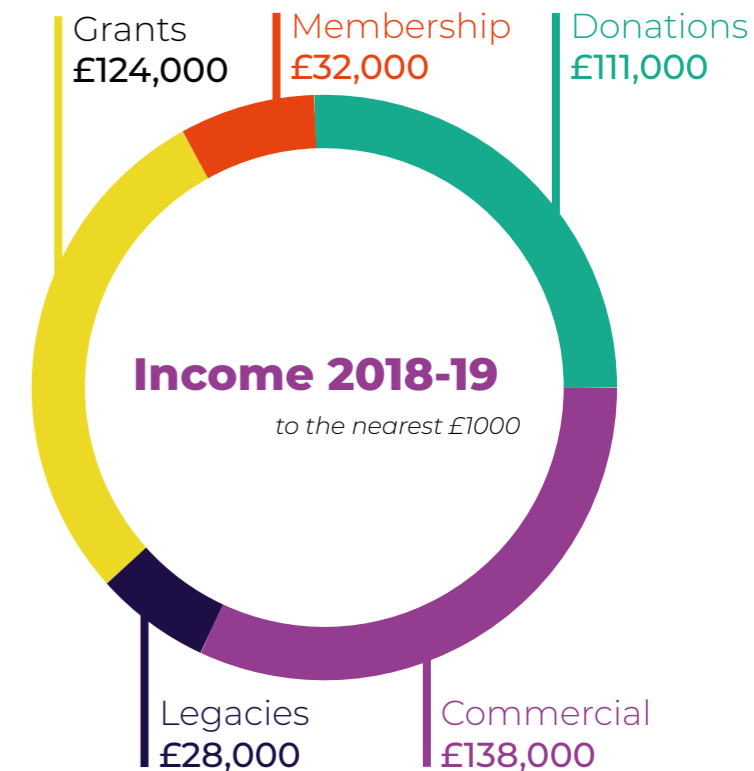 Grants
£124,000
Membership
£32,000
Donations
£111,000
Income 2018-19
to the nearest £1000
Legacies
£28,000
Commercial
£138,000